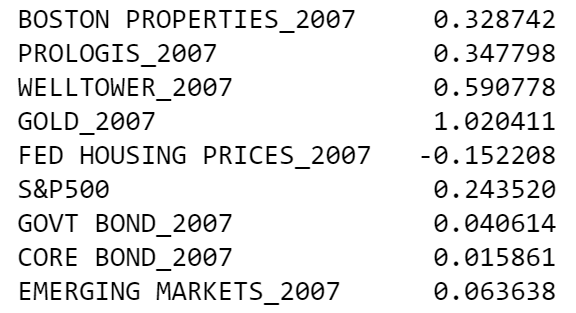 BOSTON PROPERTIES_2007 0.328742
PROLOGIS_2007 0.347798
WELLTOWER_2007 0.590778
GOLD_2007 1.020411
FED HOUSING PRICES_2007 -0.152208
S&P500 0.243520
GOVT BOND_2007 0.040614
CORE BOND_2007 0.015861
EMERGING MARKETS_2007 0.063638